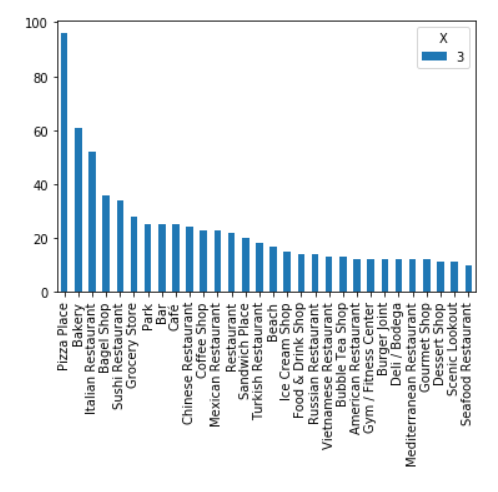 100
80
60
40
20
0
X
3
Pizza Place
Bakery
Italian Restaurant
Bagel Shop
Sushi Restaurant
Grocery Store
Park
Bar
Café
Chinese Restaurant
Coffee Shop
Mexican Restaurant
Restaurant
Sandwich Place
Turkish Restaurant
Beach
Ice Cream Shop
Food & Drink Shop
Russian Restaurant
Vietnamese Restaurant
Bubble Tea Shop
American Restaurant
Gym / Fitness Center
Burger Joint
Deli / Bodega
Mediterranean Restaurant
Gourmet Shop
Dessert Shop
Scenic Lookout
Seafood Restaurant